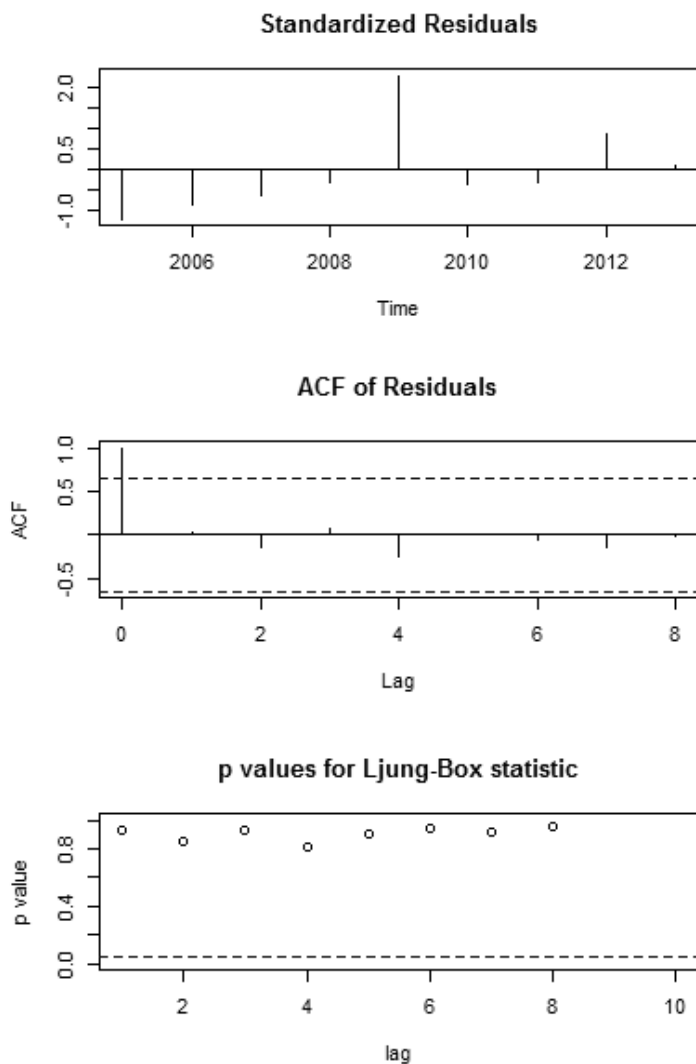 Standardized Residuals
2.0
0.5
-1.0
2006 2008 2010 2012
Time
ACF of Residuals
1.0
0.5
-0.5
ACF
0 2 4 6 8
Lag
p values for Ljung-Box statistic
0.8
0.4
0.0
p value
2 4 6 8 10
lag